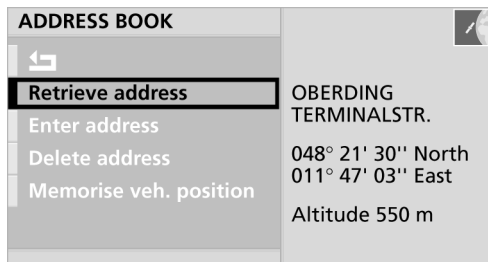 ADDRESS BOOK
Retrieve address
Enter address
Delete address
Memorise veh. position
OBERDING
TERMINALSTR.
048° 21' 30'' North
011° 47' 03'' East
Altitude 550 m